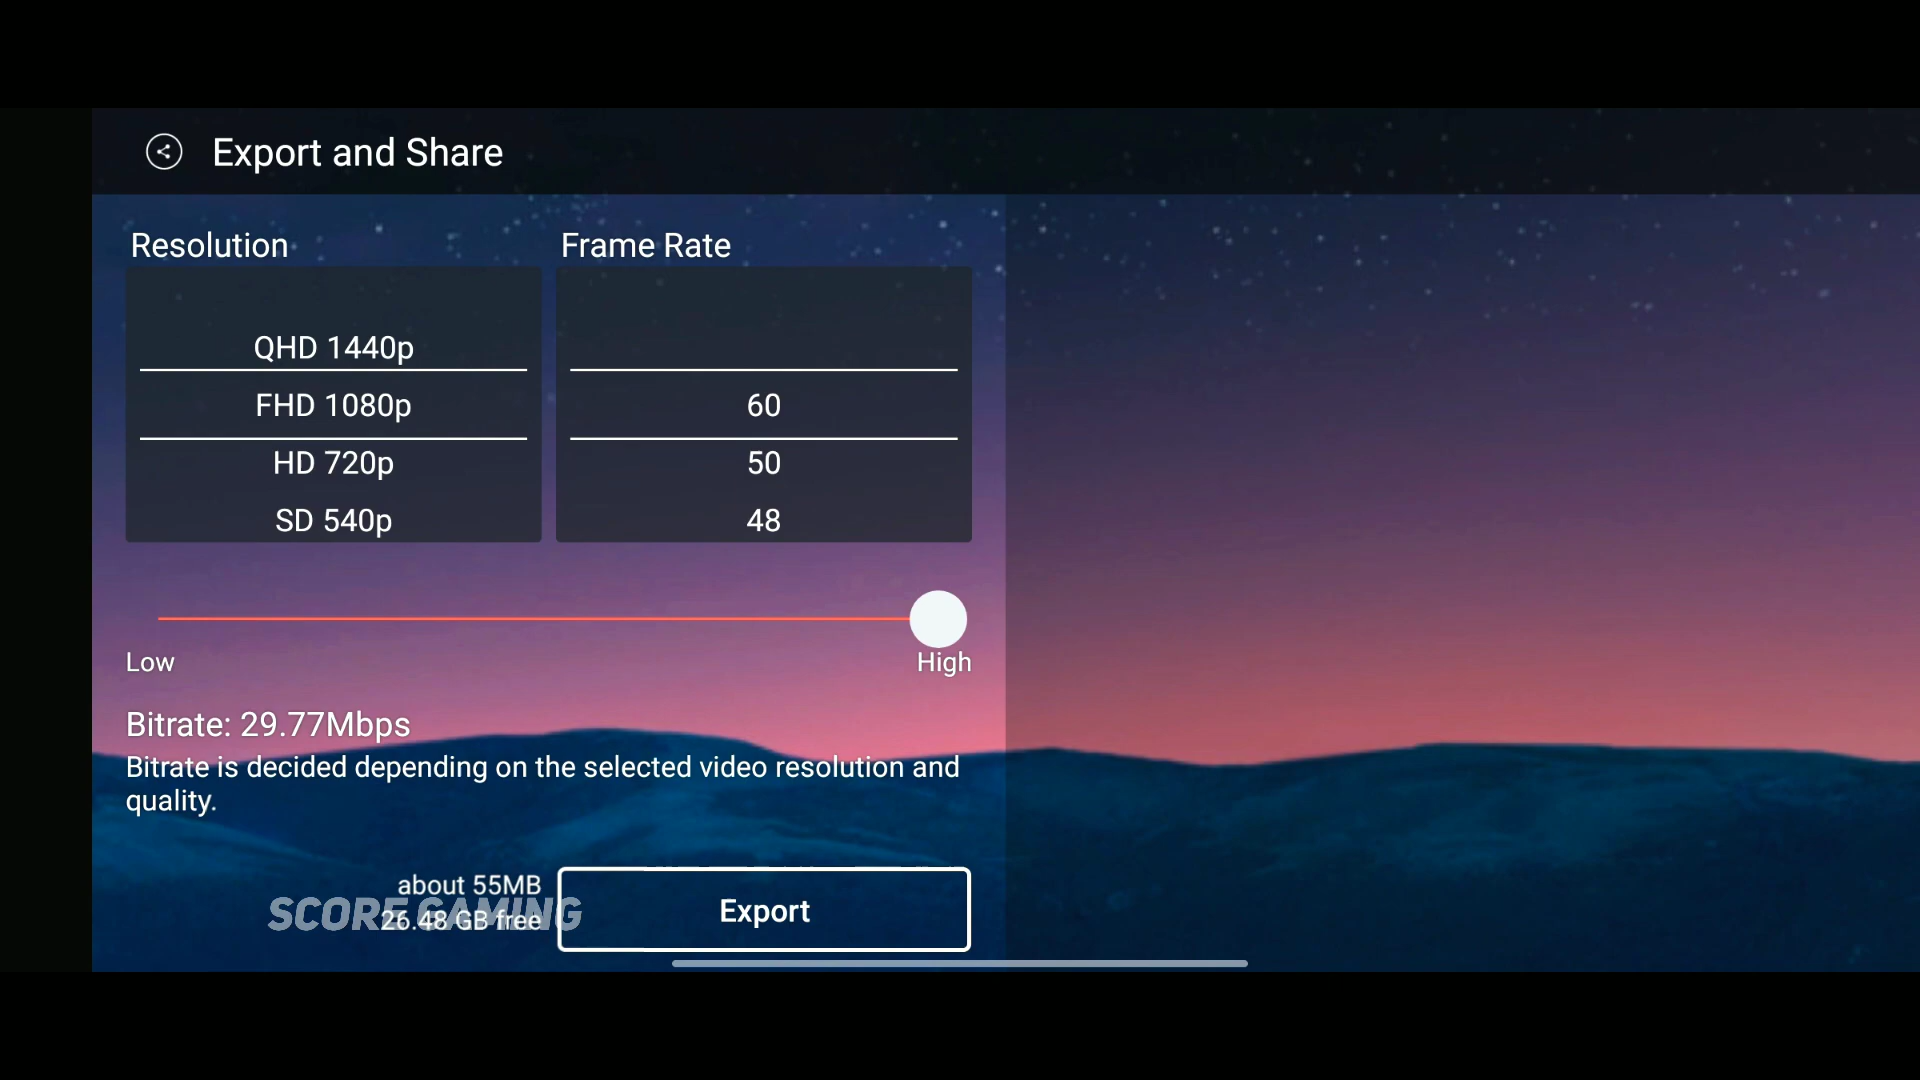 Export and Share
Resolution
Frame Rate
QHD 1440p
FHD 1080p
HD 720p
SD 540p
60
50
48
Low
High
Bitrate: 29.77Mbps
Bitrate is decided depending on the selected video resolution and
quality.
about 55MB
26.48 GB free
SCORE GAMING
Export